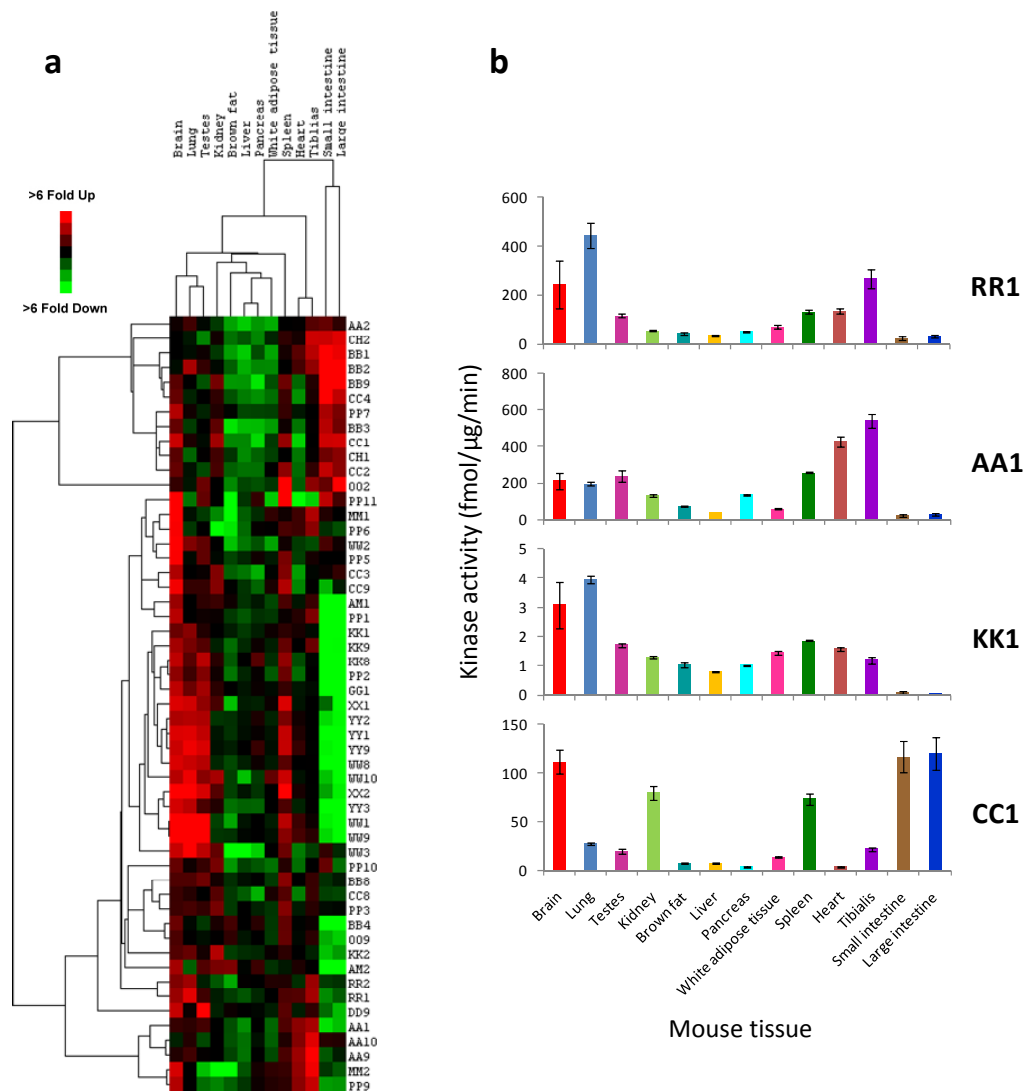 a
b
Brain
Lung
Testes
Kidney
Brown fat
Liver
Pancreas
White adipose tissue
Spleen
Heart
Tiblias
Small intestine
Large intestine
>6 Fold Up
>6 Fold Down
AA2
CH2
BB1
BB2
BB9
CC4
PP7
BB3
CC1
CH1
CC2
OO2
PP11
MM1
PP6
WW2
PP5
CC3
CC9
AM1
PP1
KK1
KK9
KK8
PP2
GG1
XX1
YY2
YY1
YY9
WW8
WW10
XX2
YY3
WW1
WW9
WW3
PP10
BB8
CC8
PP3
BB4
OO9
KK2
AM2
RR2
RR1
DD9
AA1
AA10
AA9
MM2
PP9
Kinase activity (fmol/µg/min)
600
400
200
0
RR1
800
600
400
200
0
AA1
5
4
3
2
1
0
KK1
150
100
50
0
CC1
Brain
Lung
Testes
Kidney
Brown fat
Liver
Pancreas
White adipose tissue
Spleen
Heart
Tibialis
Small intestine
Large intestine
Mouse tissue